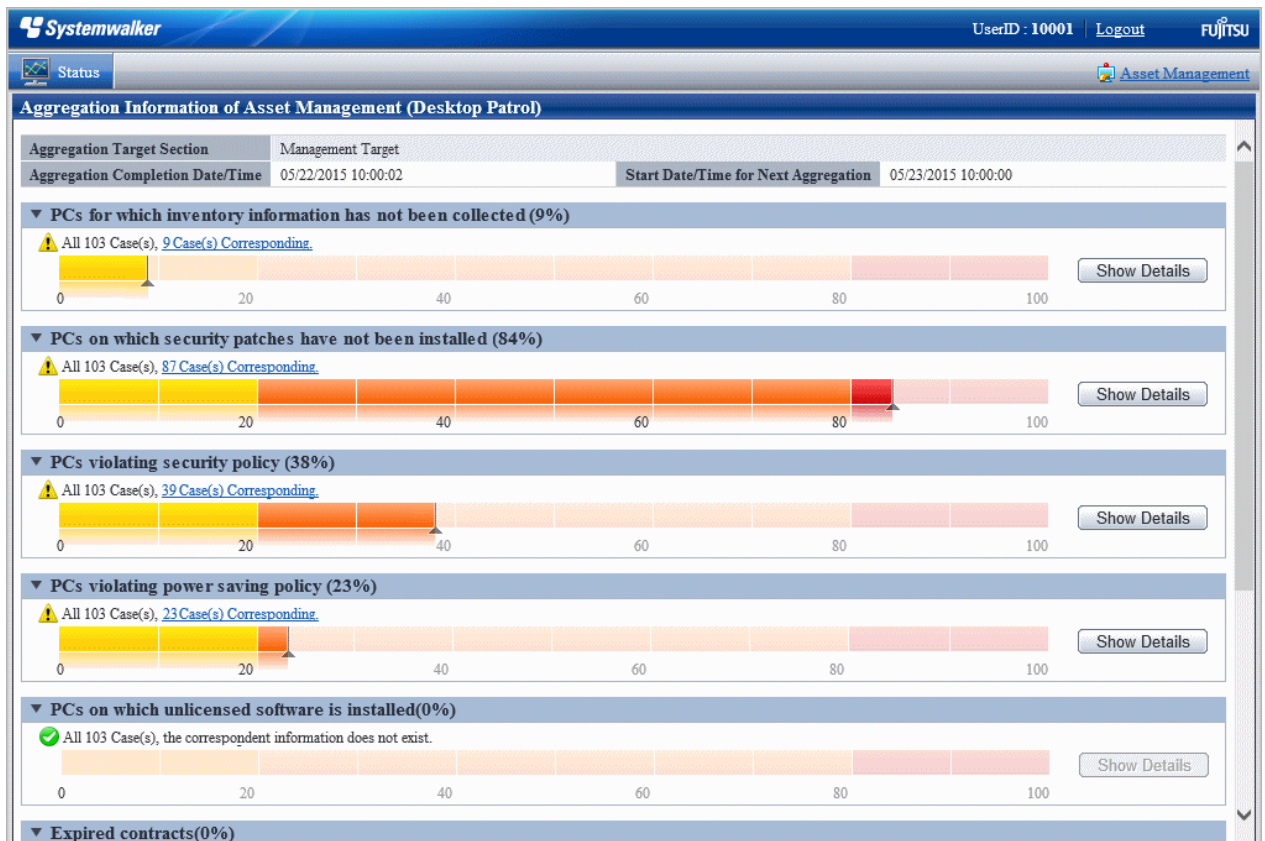 Systemwalker UserID : 10001 Logout FUJITSU
Status Asset Management
Aggregation Information of Asset Management (Desktop Patrol)
Aggregation Target Section Management Target
Aggregation Completion Date/Time 05/22/2015 10:00:02 Start Date/Time for Next Aggregation 05/23/2015 10:00:00
PCs for which inventory information has not been collected (9%)
All 103 Case(s), 9 Case(s) Corresponding.
Show Details
0 20 40 60 80 100
PCs on which security patches have not been installed (84%)
All 103 Case(s), 87 Case(s) Corresponding.
Show Details
0 20 40 60 80 100
PCs violating security policy (38%)
All 103 Case(s), 39 Case(s) Corresponding.
Show Details
0 20 40 60 80 100
PCs violating power saving policy (23%)
All 103 Case(s), 23 Case(s) Corresponding.
Show Details
0 20 40 60 80 100
PCs on which unlicensed software is installed(0%)
All 103 Case(s), the correspondent information does not exist.
Show Details
0 20 40 60 80 100
Expired contracts(0%)